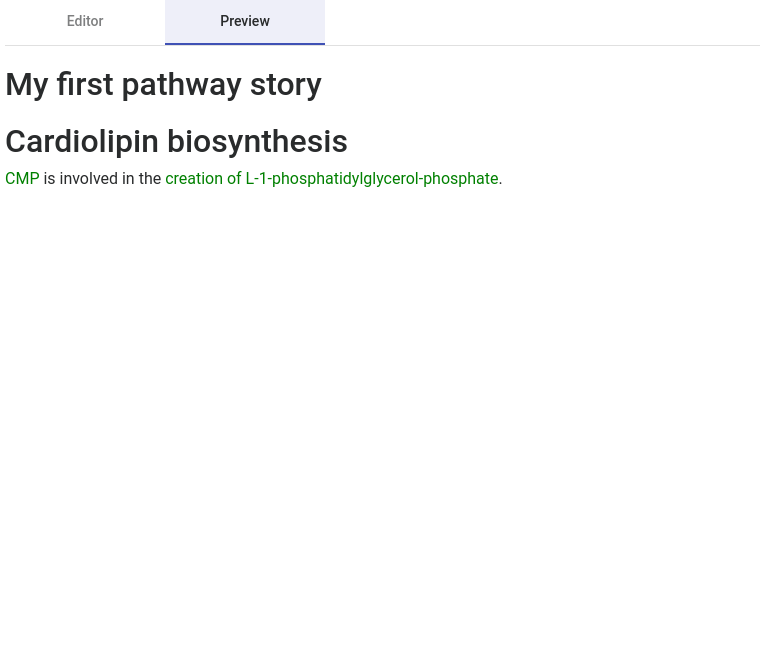 Editor Preview
My first pathway story
Cardiolipin biosynthesis
CMP is involved in the creation of L-1-phosphatidylglycerol-phosphate.